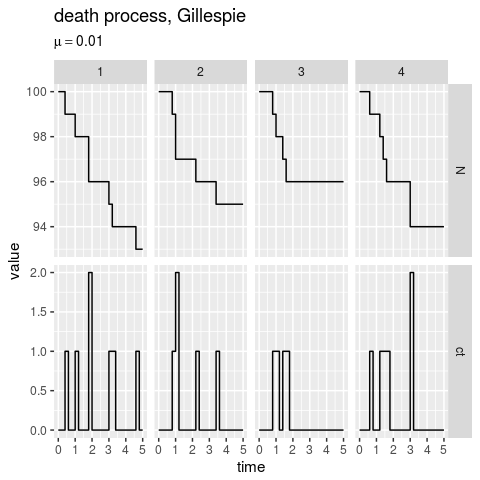 death process, Gillespie
μ = 0.01
1 2 3 4
100
98
96
94
N
value
2.0
1.5
1.0
0.5
0.0
ct
0 1 2 3 4 5 0 1 2 3 4 5 0 1 2 3 4 5 0 1 2 3 4 5
time